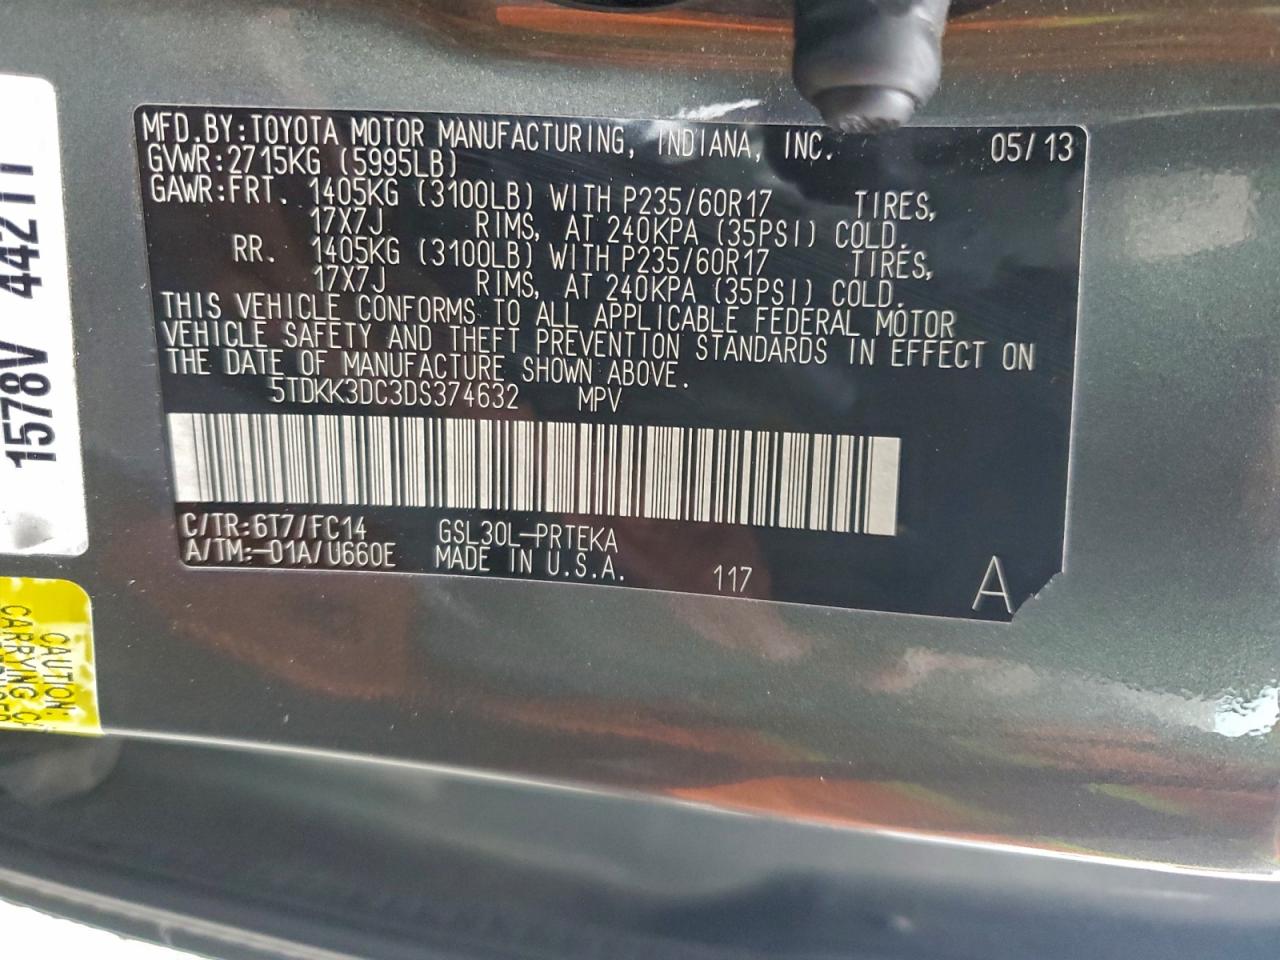 MFD.BY:TOYOTA MOTOR MANUFACTURING, INDIANA, INC. 05/13
GVWR:2715KG (5995LB)
GAWR:FRT. 1405KG (3100LB) WITH P235/60R17 TIRES,
17X7J RIMS, AT 240KPA (35PSI) COLD.
RR. 1405KG (3100LB) WITH P235/60R17 TIRES,
17X7J RIMS, AT 240KPA (35PSI) COLD.
THIS VEHICLE CONFORMS TO ALL APPLICABLE FEDERAL MOTOR
VEHICLE SAFETY AND THEFT PREVENTION STANDARDS IN EFFECT ON
THE DATE OF MANUFACTURE SHOWN ABOVE.
5TDKK3DC3DS374632 MPV
C/TR:6T7/FC14 GSL30L-PRTEKA
A/TM:-01A/U660E MADE IN U.S.A. 117 A
1578V 44211
CAUTION:
CARRYING